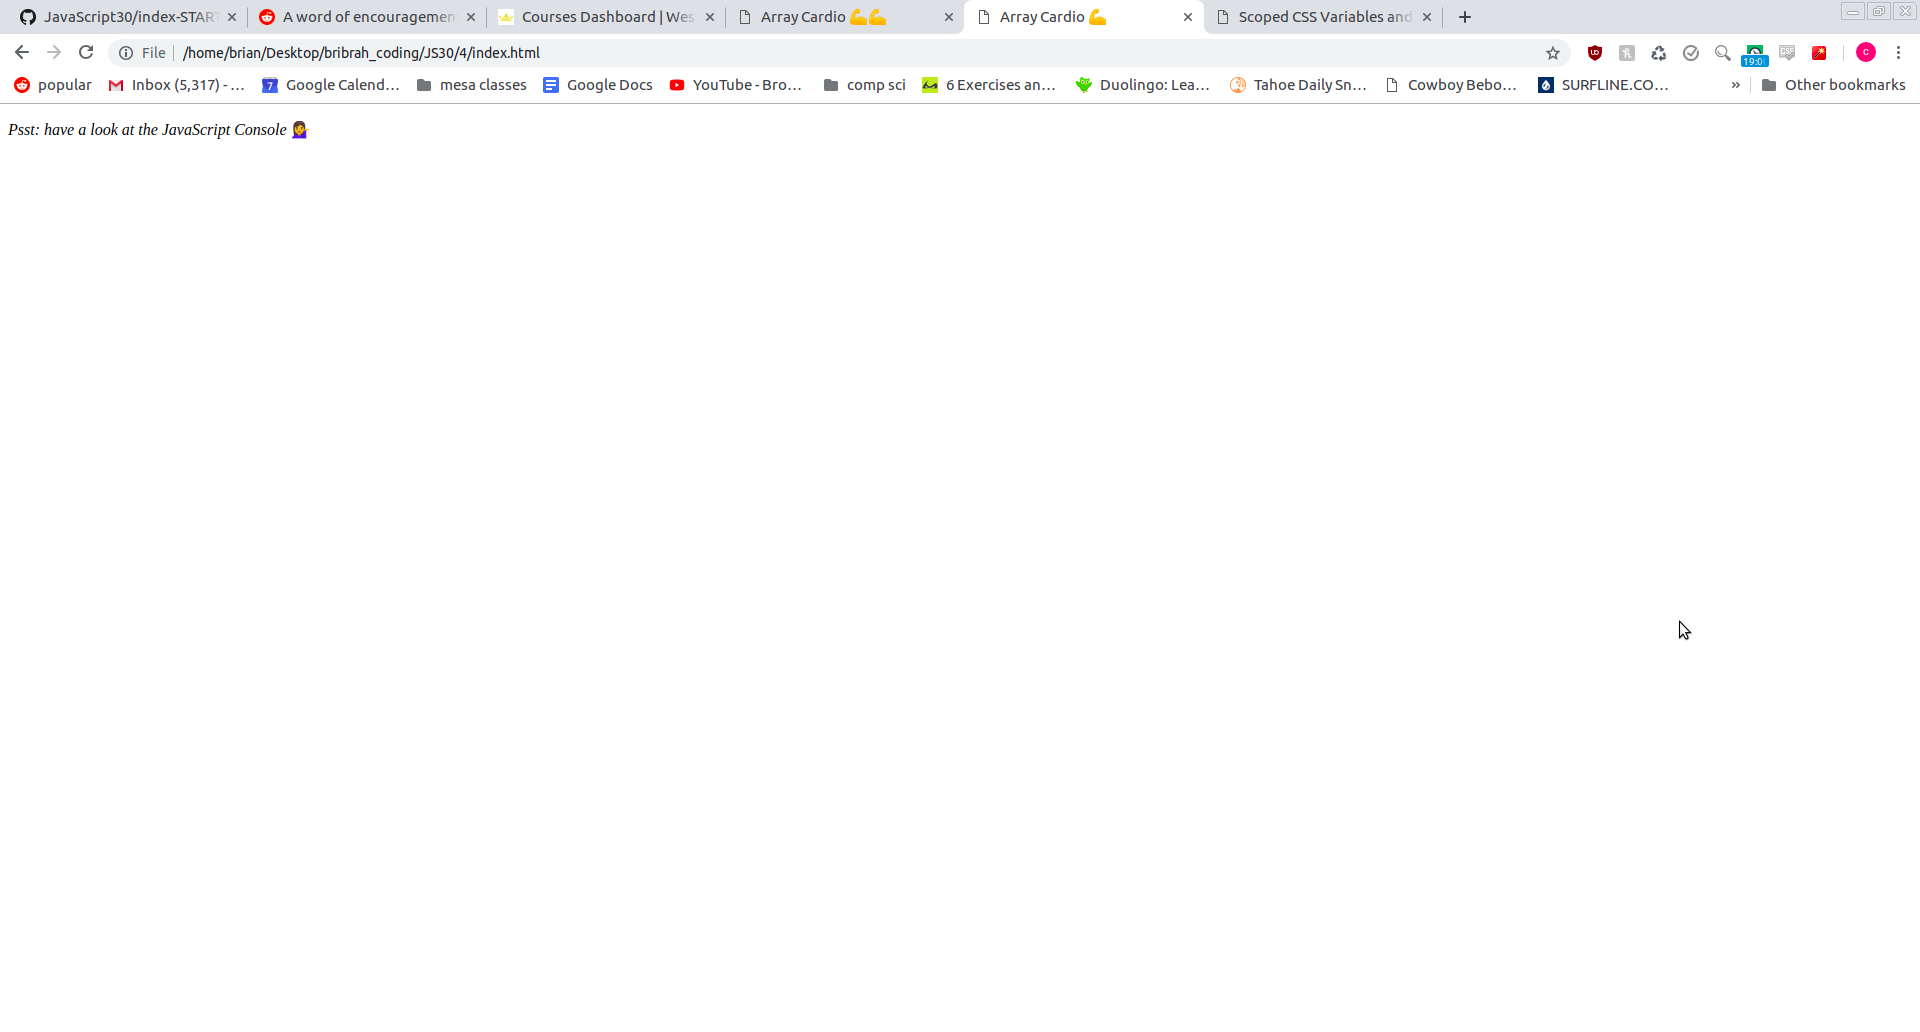 JavaScript30/index-START
A word of encouragemen
Courses Dashboard | Wes
Array Cardio 💪💪
Array Cardio 💪
Scoped CSS Variables and
File
/home/brian/Desktop/bribrah_coding/JS30/4/index.html
19:0
C
popular
Inbox (5,317) - ...
7
Google Calend...
mesa classes
Google Docs
YouTube - Bro...
comp sci
6 Exercises an...
Duolingo: Lea...
Tahoe Daily Sn...
Cowboy Bebo...
SURFLINE.CO...
»
Other bookmarks
Psst: have a look at the JavaScript Console 💁